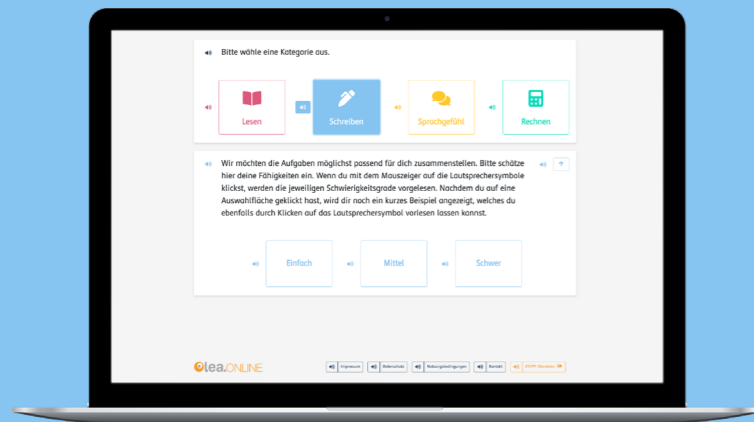 Bitte wähle eine Kategorie aus.
Lesen
Schreiben
Sprachgefühl
Rechnen
Wir möchten die Aufgaben möglichst passend für dich zusammenstellen. Bitte schätze
hier deine Fähigkeiten ein. Wenn du mit dem Mauszeiger auf die Lautsprechersymbole
klickst, werden die jeweiligen Schwierigkeitsgrade vorgelesen. Nachdem du auf eine
Auswahlfläche geklickt hast, wird dir noch ein kurzes Beispiel angezeigt, welches du
ebenfalls durch Klicken auf das Lautsprechersymbol vorlesen lassen kannst.
?
Einfach
Mittel
Schwer
Olea.ONLINE
Impressum
Datenschutz
Nutzungsbedingungen
Kontakt